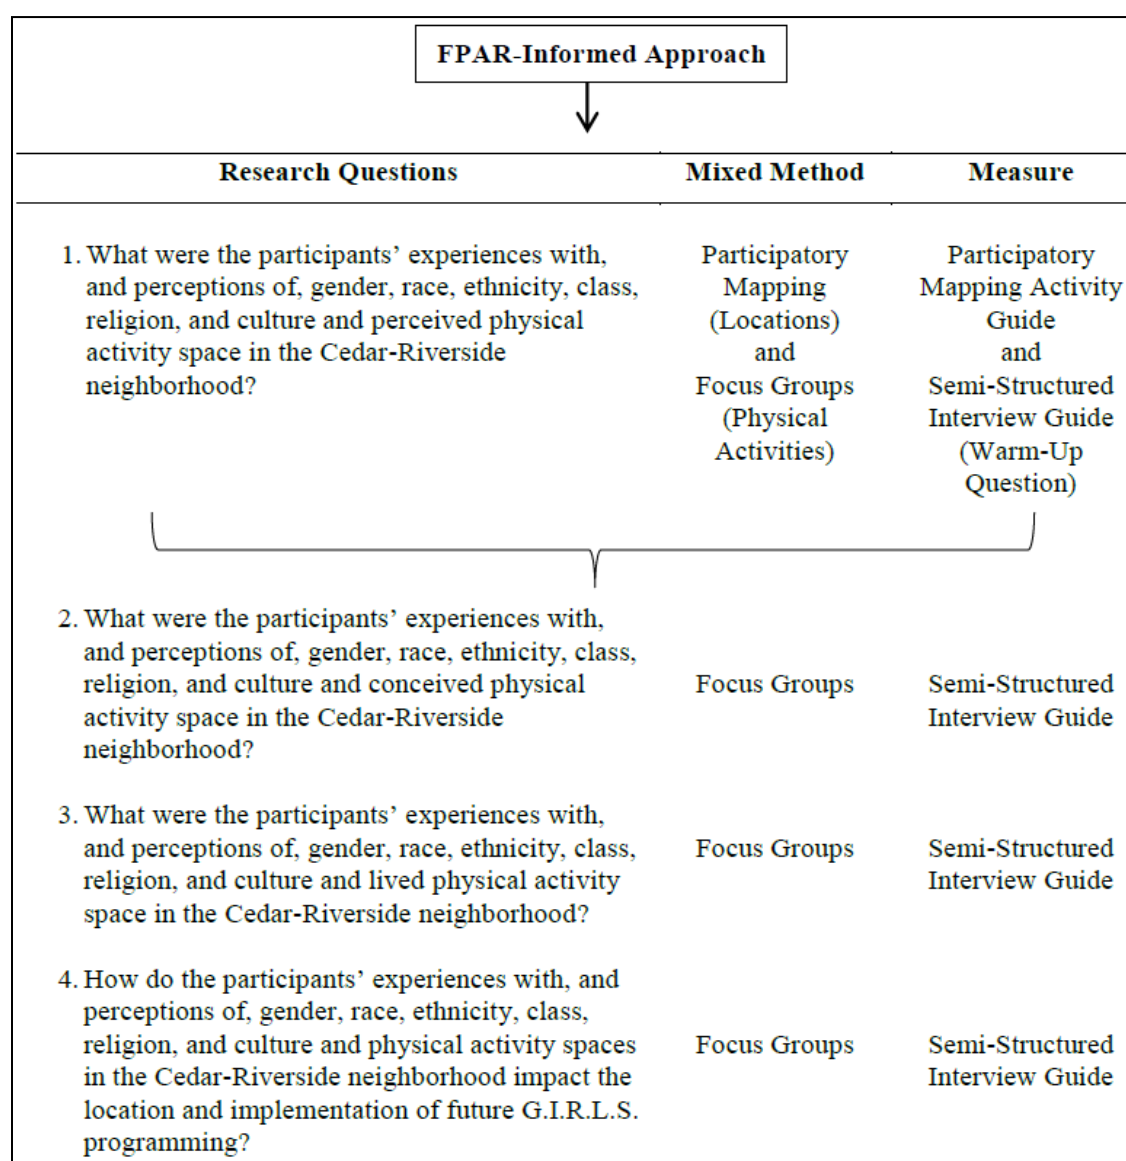 FPAR-Informed Approach
Research Questions
Mixed Method
Measure
1. What were the participants’ experiences with,
and perceptions of, gender, race, ethnicity, class,
religion, and culture and perceived physical
activity space in the Cedar-Riverside
neighborhood?
Participatory
Mapping
(Locations)
and
Focus Groups
(Physical
Activities)
Participatory
Mapping Activity
Guide
and
Semi-Structured
Interview Guide
(Warm-Up
Question)
2. What were the participants’ experiences with,
and perceptions of, gender, race, ethnicity, class,
religion, and culture and conceived physical
activity space in the Cedar-Riverside
neighborhood?
Focus Groups
Semi-Structured
Interview Guide
3. What were the participants’ experiences with,
and perceptions of, gender, race, ethnicity, class,
religion, and culture and lived physical activity
space in the Cedar-Riverside neighborhood?
Focus Groups
Semi-Structured
Interview Guide
4. How do the participants’ experiences with, and
perceptions of, gender, race, ethnicity, class,
religion, and culture and physical activity spaces
in the Cedar-Riverside neighborhood impact the
location and implementation of future G.I.R.L.S.
programming?
Focus Groups
Semi-Structured
Interview Guide